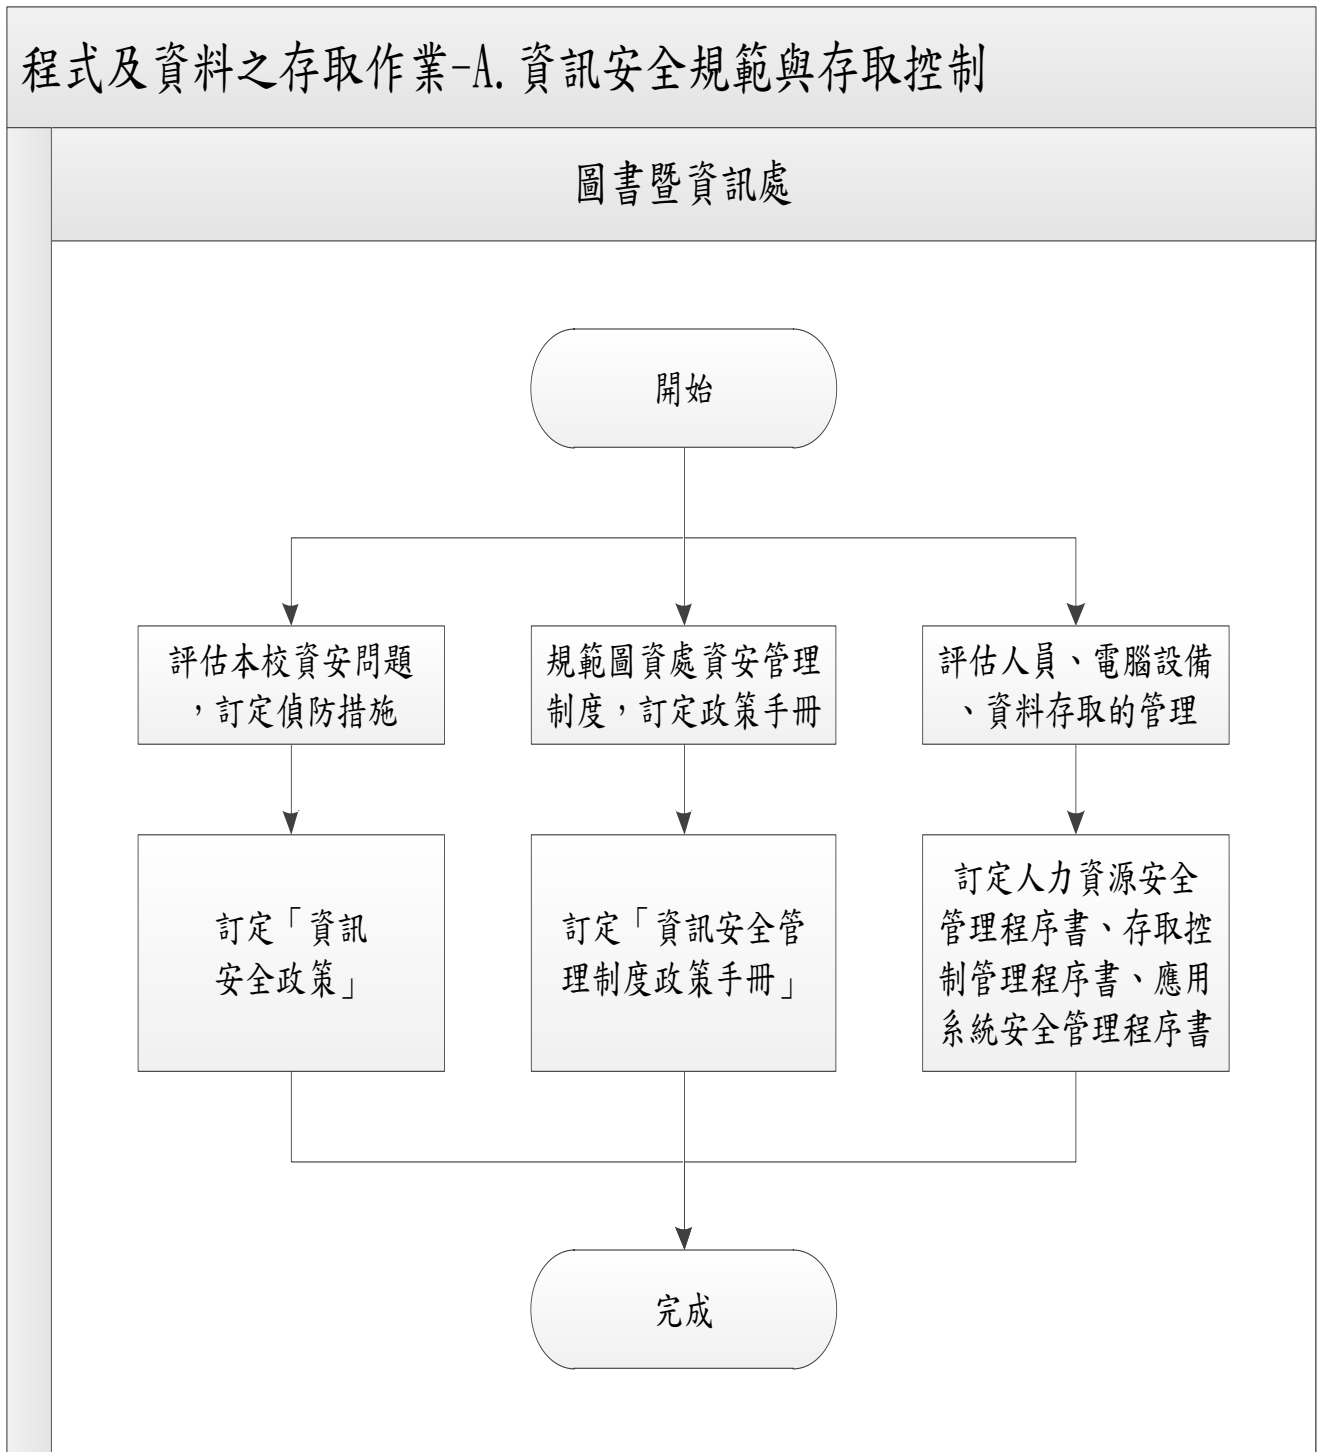 程式及資料之存取作業-A.資訊安全規範與存取控制
圖書暨資訊處
開始
評估本校資安問題
，訂定偵防措施
規範圖資處資安管理
制度，訂定政策手冊
評估人員、電腦設備
、資料存取的管理
訂定「資訊
安全政策」
訂定「資訊安全管
理制度政策手冊」
訂定人力資源安全
管理程序書、存取控
制管理程序書、應用
系統安全管理程序書
完成